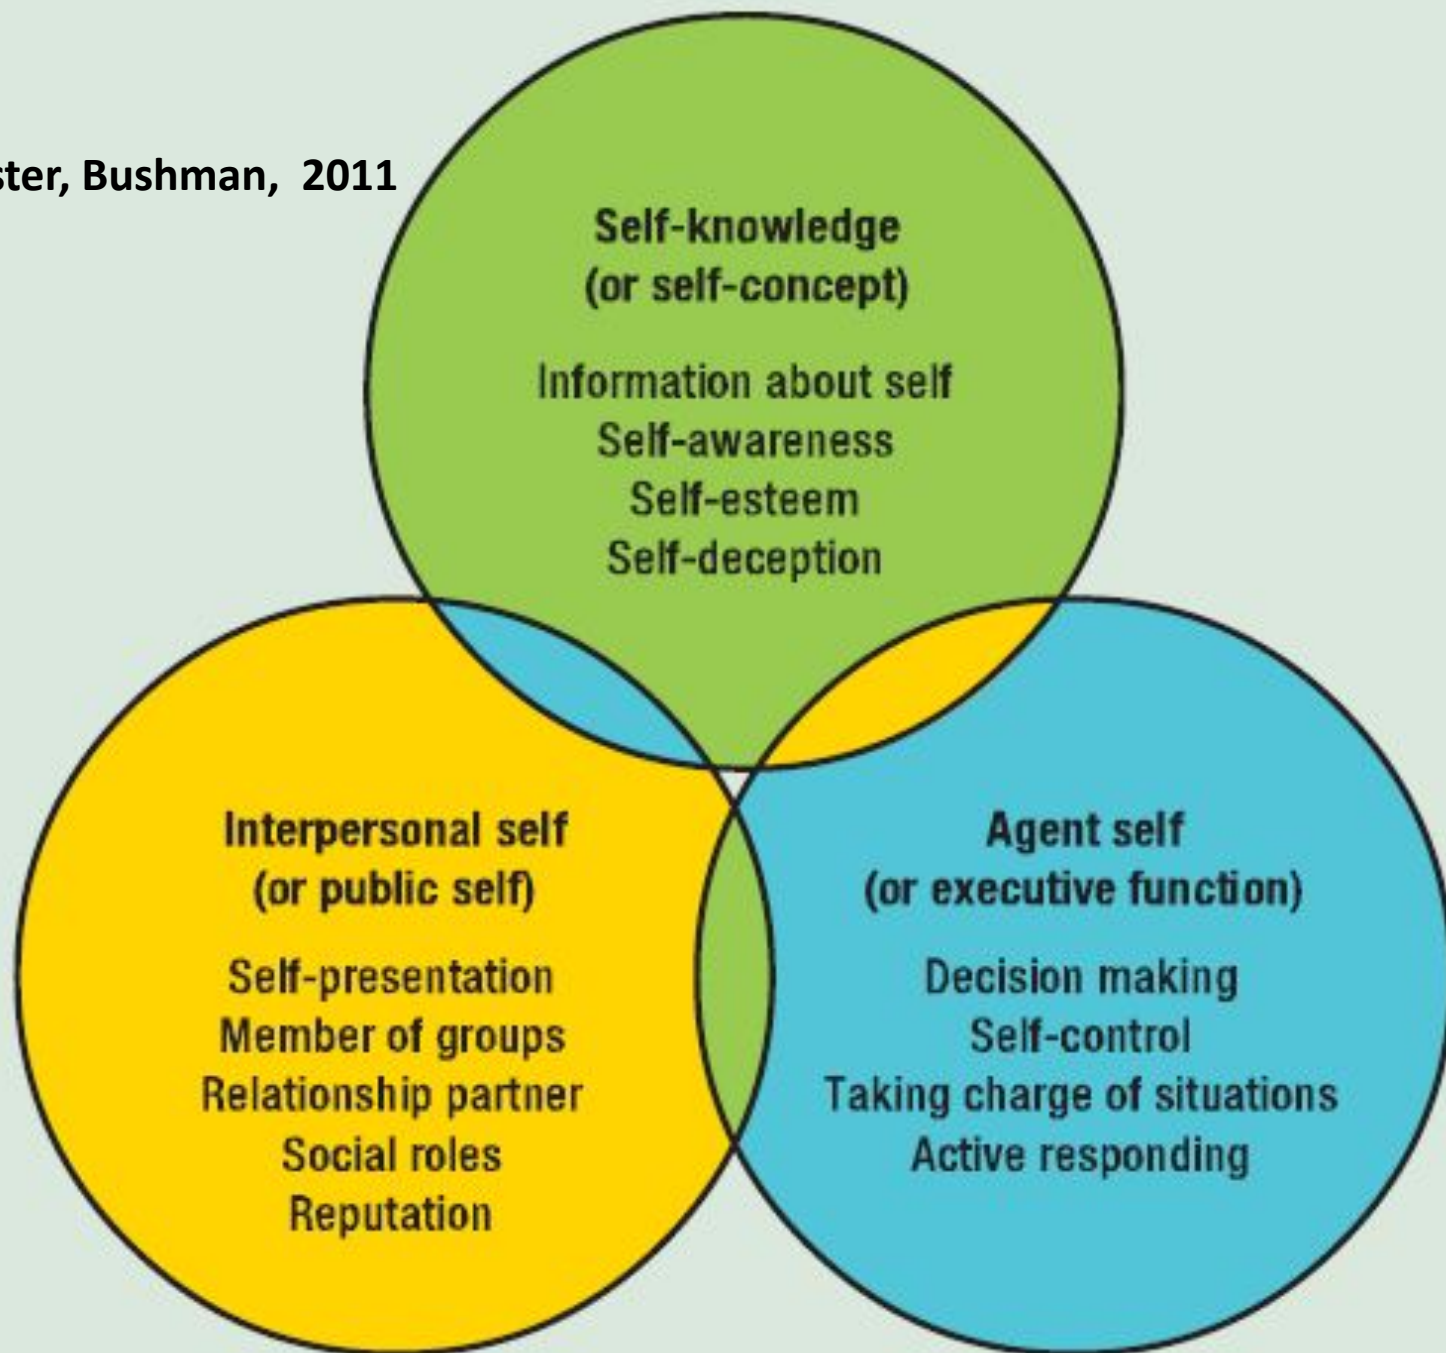 ster, Bushman, 2011
Self-knowledge
(or self-concept)
Information about self
Self-awareness
Self-esteem
Self-deception
Interpersonal self
(or public self)
Self-presentation
Member of groups
Relationship partner
Social roles
Reputation
Agent self
(or executive function)
Decision making
Self-control
Taking charge of situations
Active responding